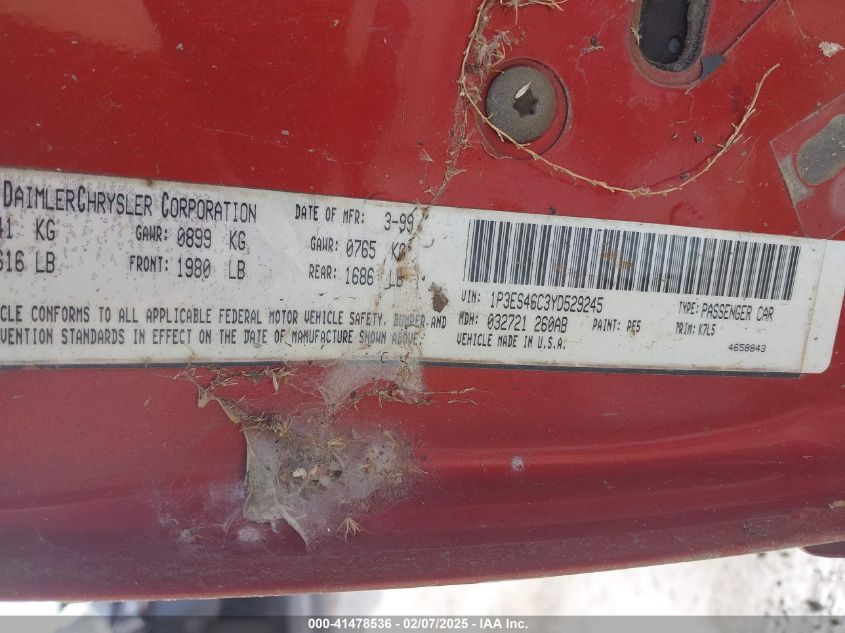 DAIMLERCHRYSLER CORPORATION DATE OF MFR: 3-99
41 KG GAWR: 0899 KG GAWR: 0765 KG
616 LB FRONT: 1980 LB REAR: 1686 LB
VIN: 1P3ES46C3YD529245 TYPE: PASSENGER CAR
ICLE CONFORMS TO ALL APPLICABLE FEDERAL MOTOR VEHICLE SAFETY, BUMPER AND MDH: 032721 260AB PAINT: PE5 TRIM: K7L5
VENTION STANDARDS IN EFFECT ON THE DATE OF MANUFACTURE SHOWN ABOVE. VEHICLE MADE IN U.S.A. 4658843
000-41478536 - 02/07/2025 - IAA Inc.